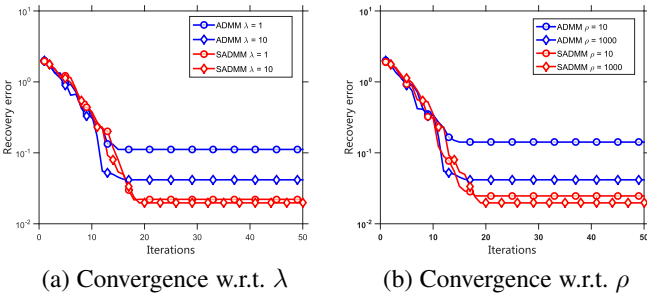 ADMM λ = 1
ADMM λ = 10
SADMM λ = 1
SADMM λ = 10
10^1
10^0
10^-1
10^-2
Recovery error
0 10 20 30 40 50
Iterations
(a) Convergence w.r.t. λ
ADMM ρ = 10
ADMM ρ = 1000
SADMM ρ = 10
SADMM ρ = 1000
10^1
10^0
10^-1
10^-2
Recovery error
0 10 20 30 40 50
Iterations
(b) Convergence w.r.t. ρ